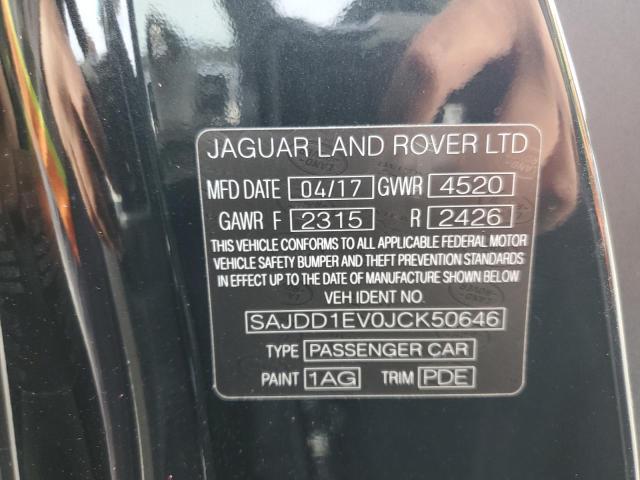 JAGUAR LAND ROVER LTD
MFD DATE 04/17 GVWR 4520
GAWR F 2315 R 2426
THIS VEHICLE CONFORMS TO ALL APPLICABLE FEDERAL MOTOR
VEHICLE SAFETY BUMPER AND THEFT PREVENTION STANDARDS
IN EFFECT UP TO THE DATE OF MANUFACTURE SHOWN BELOW
VEH IDENT NO.
SAJDD1EV0JCK50646
TYPE PASSENGER CAR
PAINT 1AG TRIM PDE